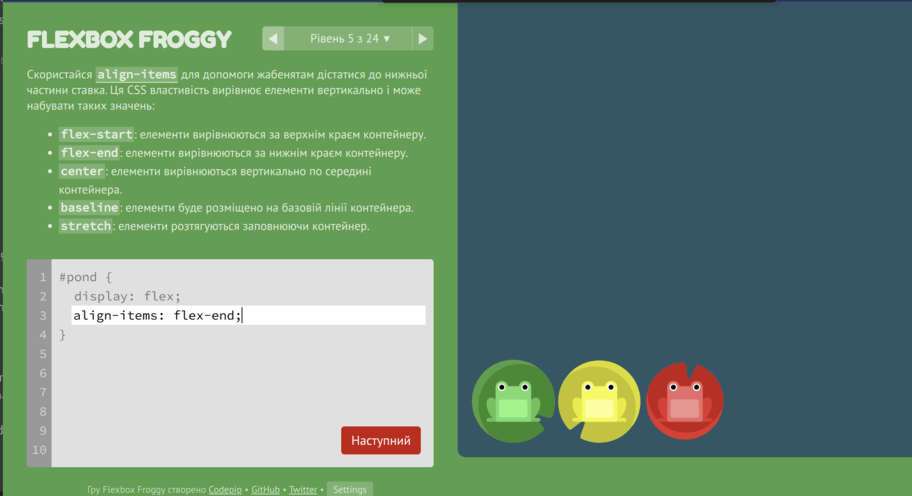 FLEXBOX FROGGY
◀ Рівень 5 з 24 ▾ ▶
Скористайся align-items для допомоги жабенятам дістатися до нижньої
частини ставка. Ця CSS властивість вирівнює елементи вертикально і може
набувати таких значень:
• flex-start: елементи вирівнюються за верхнім краєм контейнеру.
• flex-end: елементи вирівнюються за нижнім краєм контейнеру.
• center: елементи вирівнюються вертикально по середині
контейнера.
• baseline: елементи буде розміщено на базовій лінії контейнера.
• stretch: елементи розтягуються заповнюючи контейнер.
1 #pond {
2 display: flex;
3 align-items: flex-end;
4 }
5
6
7
8
9
10
Наступний
Гру Flexbox Froggy створено Codepip • GitHub • Twitter • Settings